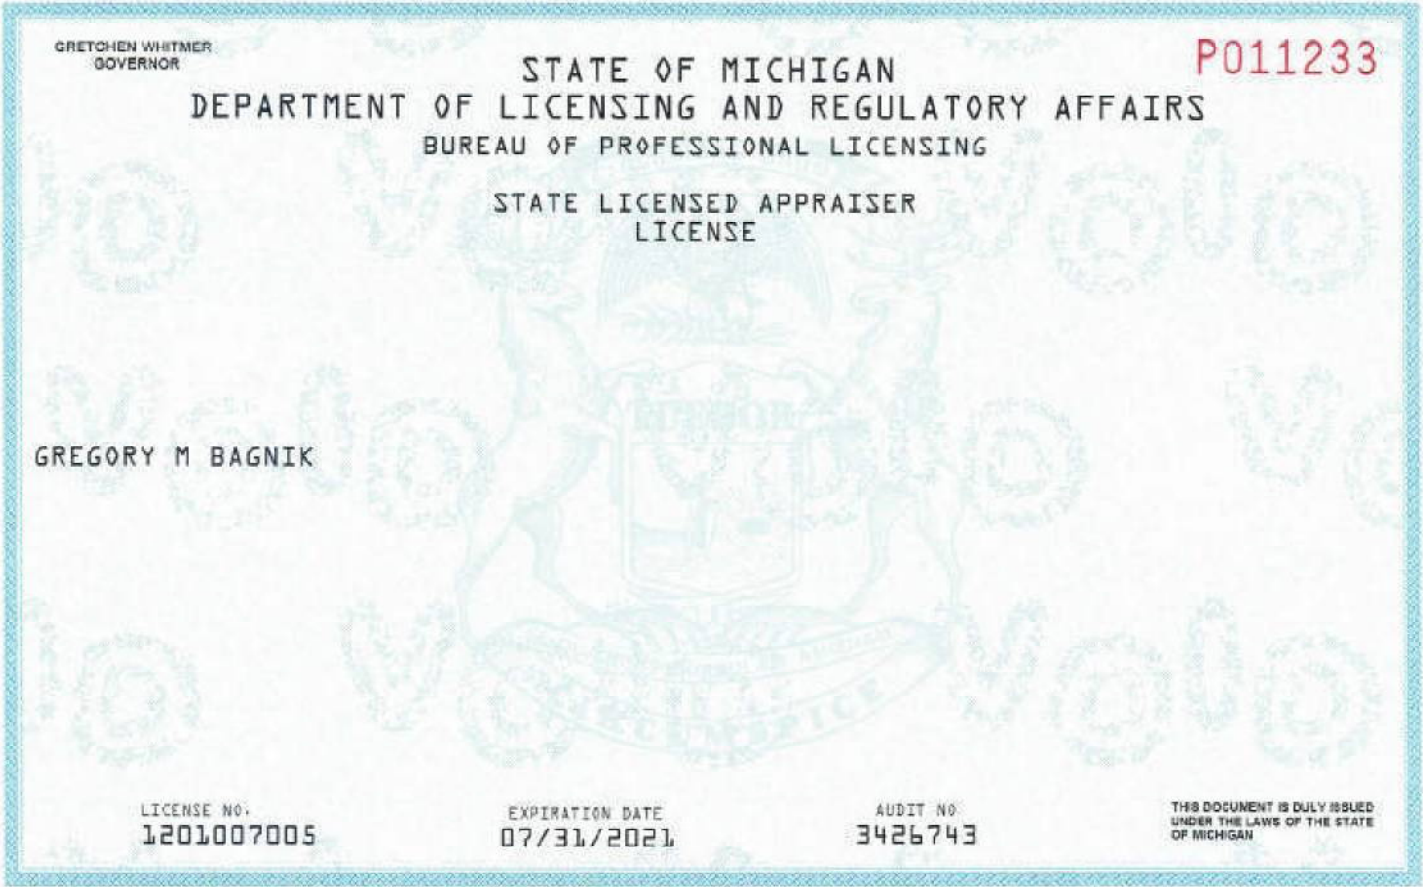 GRETCHEN WHITMER
GOVERNOR
P011233
STATE OF MICHIGAN
DEPARTMENT OF LICENSING AND REGULATORY AFFAIRS
BUREAU OF PROFESSIONAL LICENSING
STATE LICENSED APPRAISER
LICENSE
GREGORY M BAGNIK
LICENSE NO.
1201007005
EXPIRATION DATE
07/31/2021
AUDIT NO
3426743
THIS DOCUMENT IS DULY ISSUED
UNDER THE LAWS OF THE STATE
OF MICHIGAN